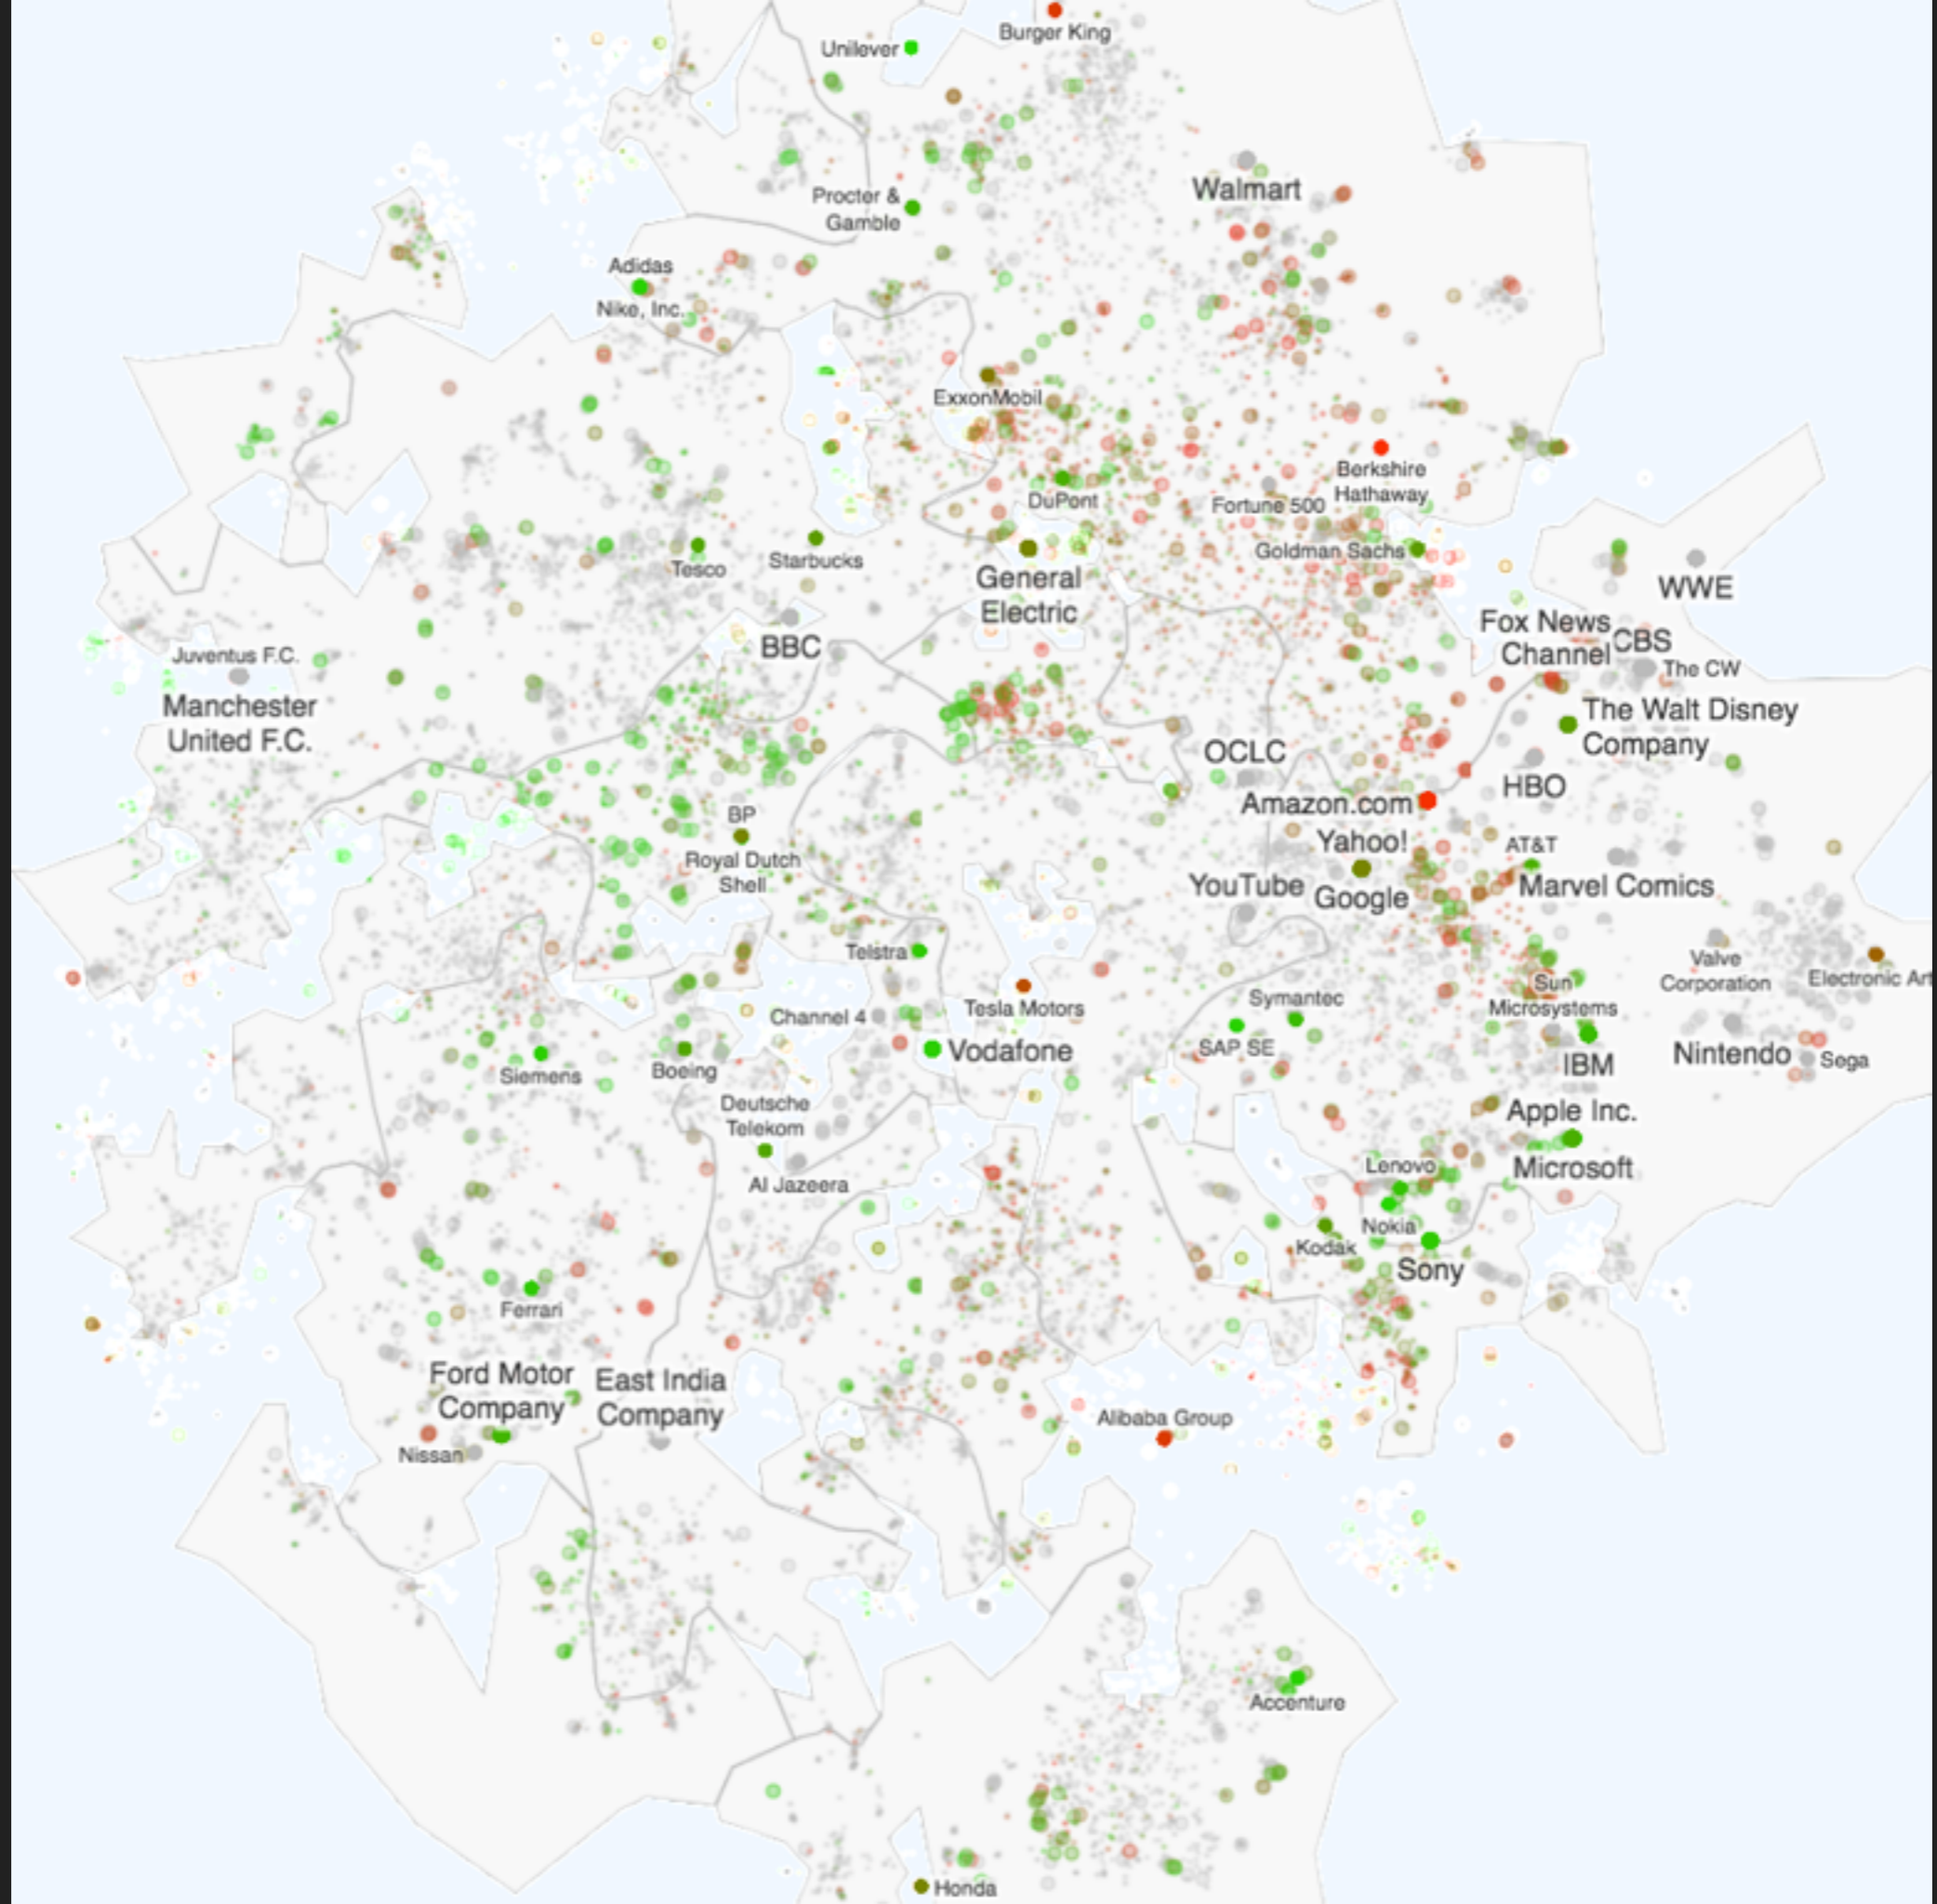 Burger King
Unilever
Walmart
Procter &
Gamble
Adidas
Nike, Inc.
ExxonMobil
Berkshire
Hathaway
DuPont
Fortune 500
Goldman Sachs
Tesco
Starbucks
General
Electric
WWE
Fox News
Channel
CBS
The CW
BBC
Juventus F.C.
Manchester
United F.C.
The Walt Disney
Company
OCLC
HBO
Amazon.com
BP
Yahoo!
AT&T
Royal Dutch
Shell
YouTube
Google
Marvel Comics
Telstra
Valve
Corporation
Electronic Art
Sun
Microsystems
Tesla Motors
Symantec
Channel 4
SAP SE
Vodafone
Nintendo
Sega
IBM
Siemens
Boeing
Deutsche
Telekom
Apple Inc.
Microsoft
Lenovo
Al Jazeera
Nokia
Kodak
Sony
Ferrari
Ford Motor
Company
East India
Company
Nissan
Alibaba Group
Accenture
Honda